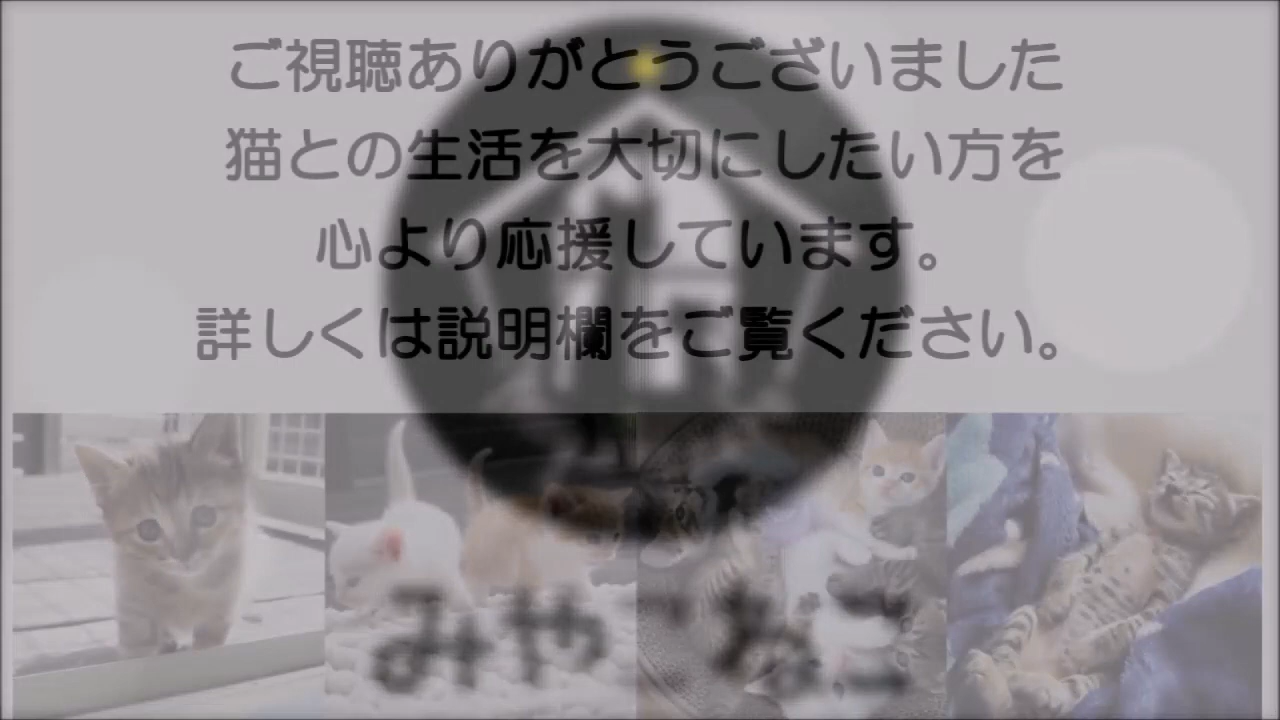 ご視聴ありがとうございました
猫との生活を大切にしたい方を
心より応援しています。
詳しくは説明欄をご覧ください。
みやこねこ